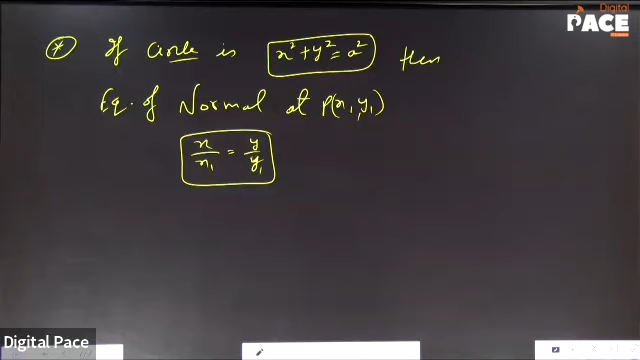 Digital
PACE
* If circle is x² + y² = a² then
Eq. of Normal at P(x₁, y₁)
x/x₁ = y/y₁
Digital Pace